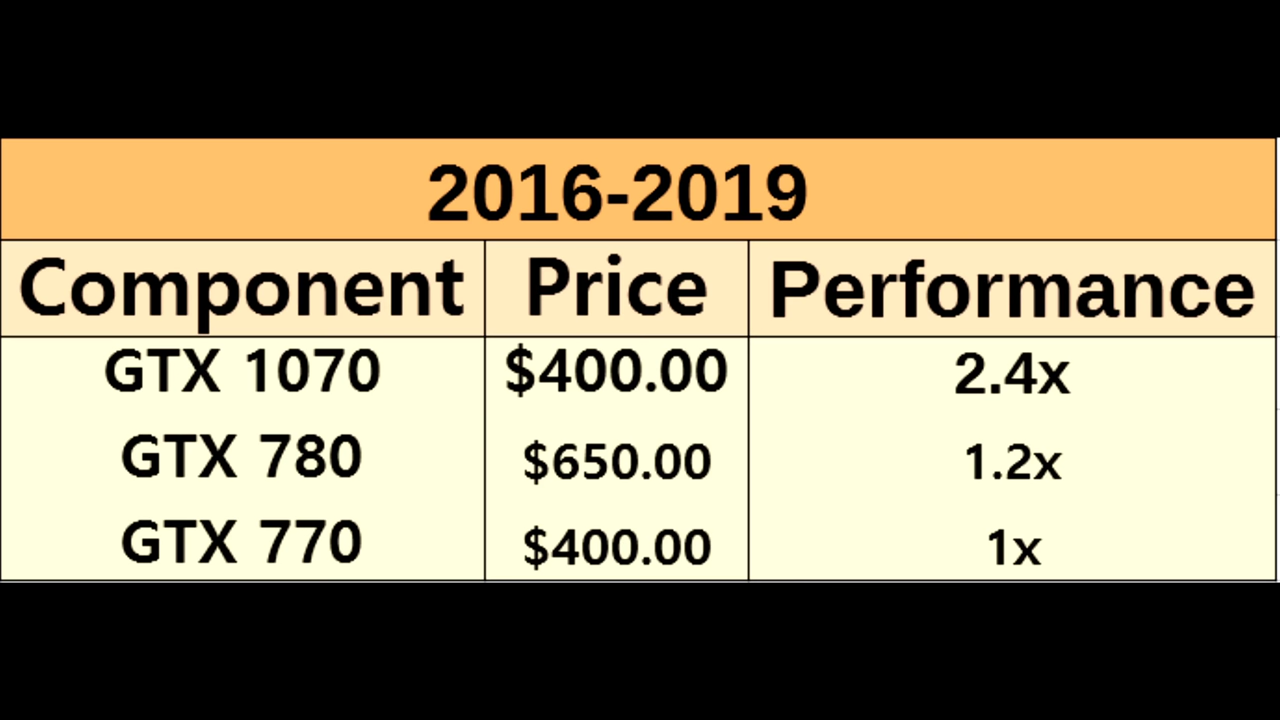 2016-2019
Component Price Performance
GTX 1070 $400.00 2.4x
GTX 780 $650.00 1.2x
GTX 770 $400.00 1x